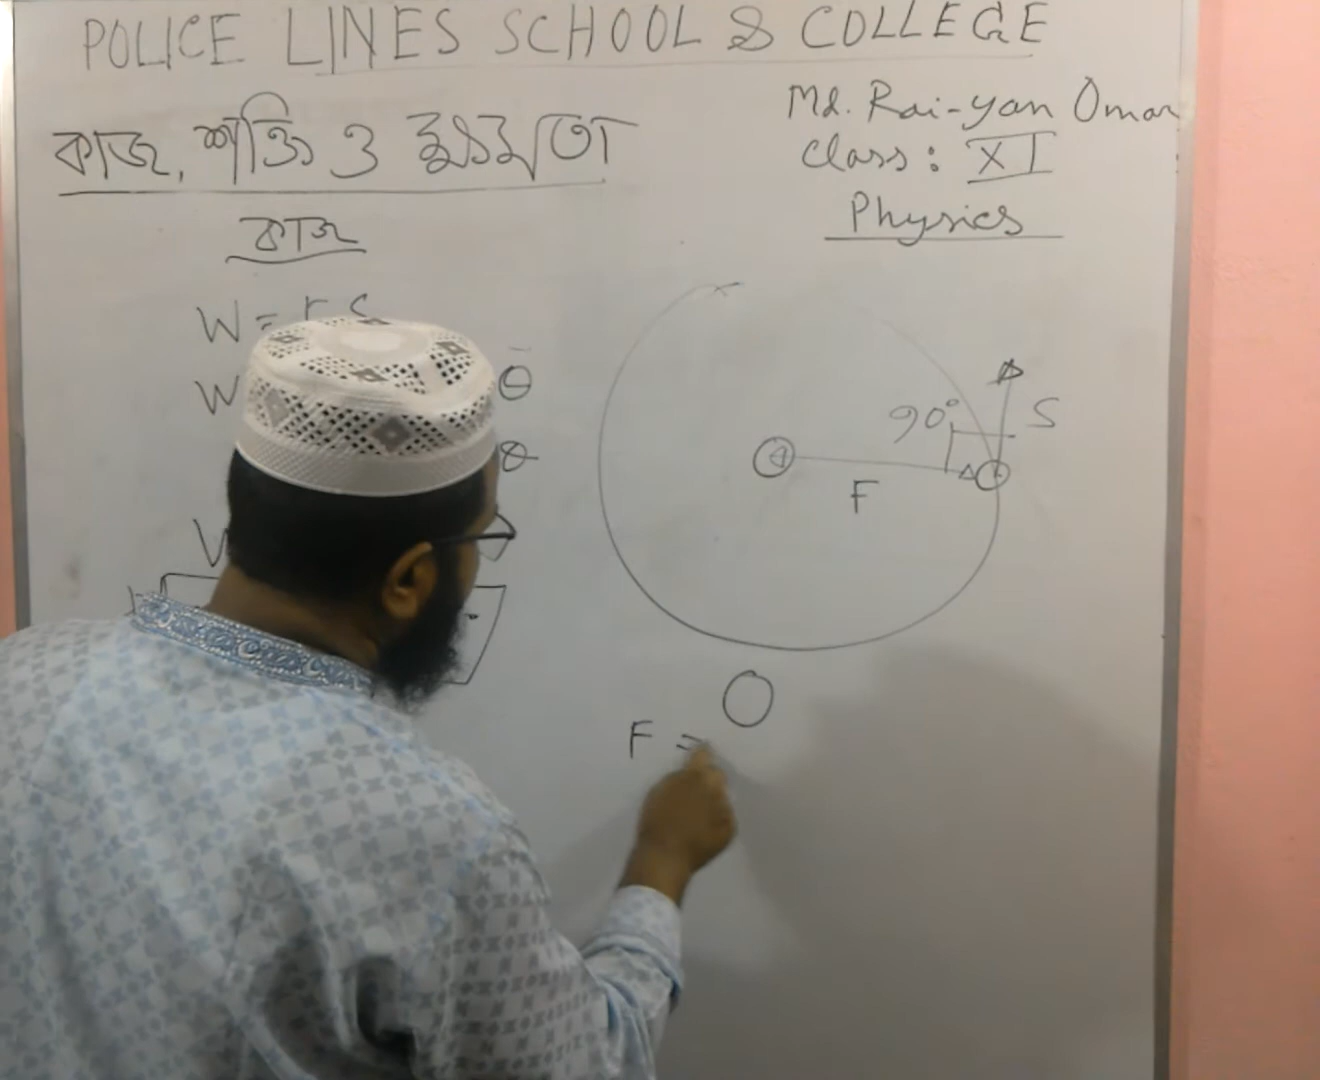 POLICE LINES SCHOOL & COLLEGE
Md. Rai-yan Omar
Class: XI
Physics
কাজ, শক্তি ও ক্ষমতা
কাজ
W = F S
W
θ
θ
90°
S
F
F =